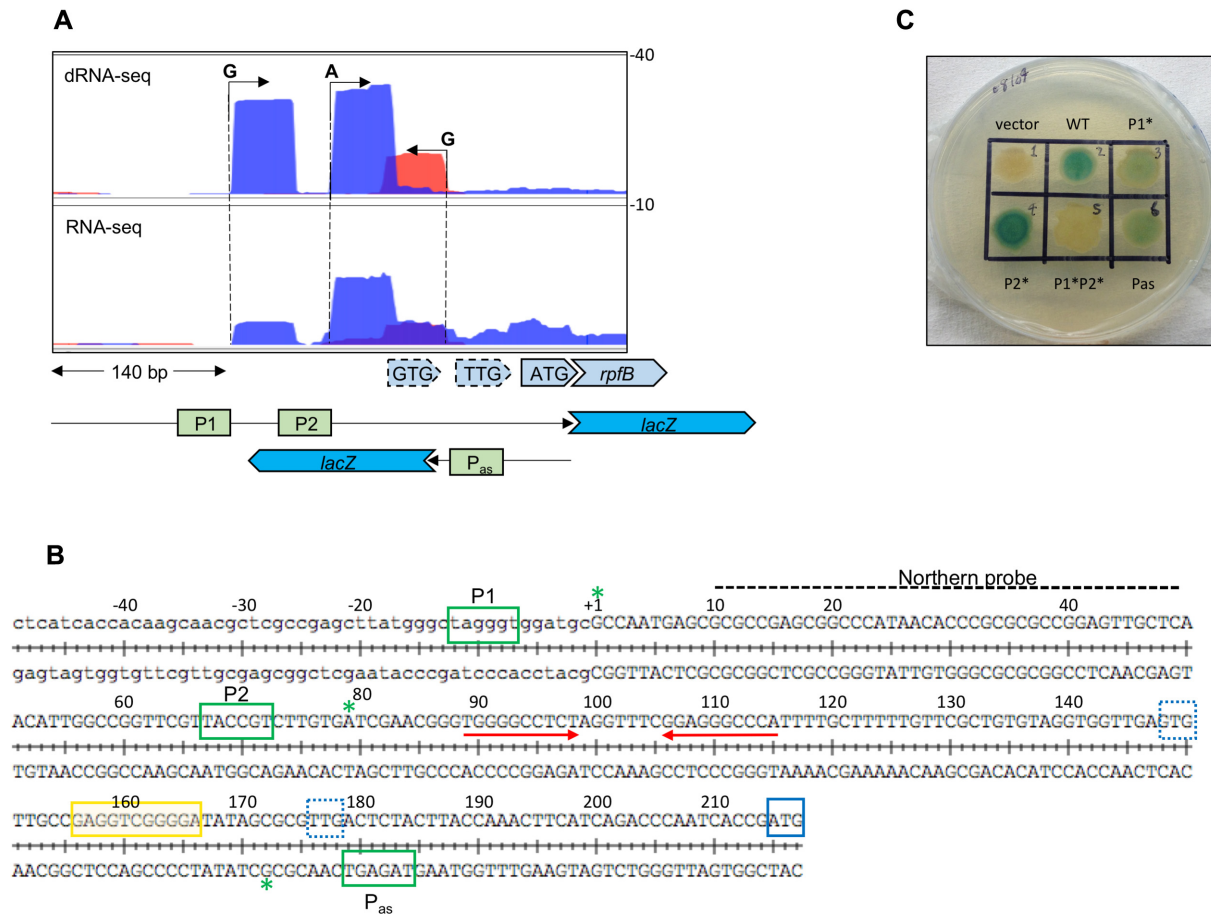 A
dRNA-seq
-40
G
A
G
RNA-seq
-10
140 bp
GTG
TTG
ATG
rpfB
P1
P2
lacZ
lacZ
Pas
C
vector
WT
P1*
1
2
3
4
5
6
P2*
P1*P2*
Pas
B
Northern probe
-40 -30 -20 P1 +1 * 10 20 30 40
ctcatcaccacaagcaacgctcgccgagcttatgggctagggtggatgcGCCAATGAGCGCGCCGAGCGGCCCATAACACCCGCGCGCCGGAGTTGCTCA
gagtagtggtgttcgttgcgagcggctcgaatacccgatcccacctacgCGGTTACTCGCGCGGCTCGCCGGGTATTGTGGGCGCGCGGCCTCAACGAGT
60 P2 *80 90 100 110 120 130 140
ACATTGGCCGGTTCGTTACCGTCTTGTGATCGAACGGGTGGGGCCTCTAGGTTTCGGAGGGCCCATTTTGCTTTTTGTTCGCTGTGTAGGTGGTTGAGTG
TGTAACCGGCCAAGCAATGGCAGAACACTAGCTTGCCCACCCCGGAGATCCAAAGCCTCCCGGGTAAAACGAAAAACAAGCGACACATCCACCAACTCAC
160 170 180 190 200 210
TTGCCGAGGTCGGGGATATAGCGCGTTGACTCTACTTACCAAACTTCATCAGACCCAATCACCGATG
AACGGCTCCAGCCCCTATATCGCGCAACTGAGATGAATGGTTTGAAGTAGTCTGGGTTAGTGGCTAC
*
Pas